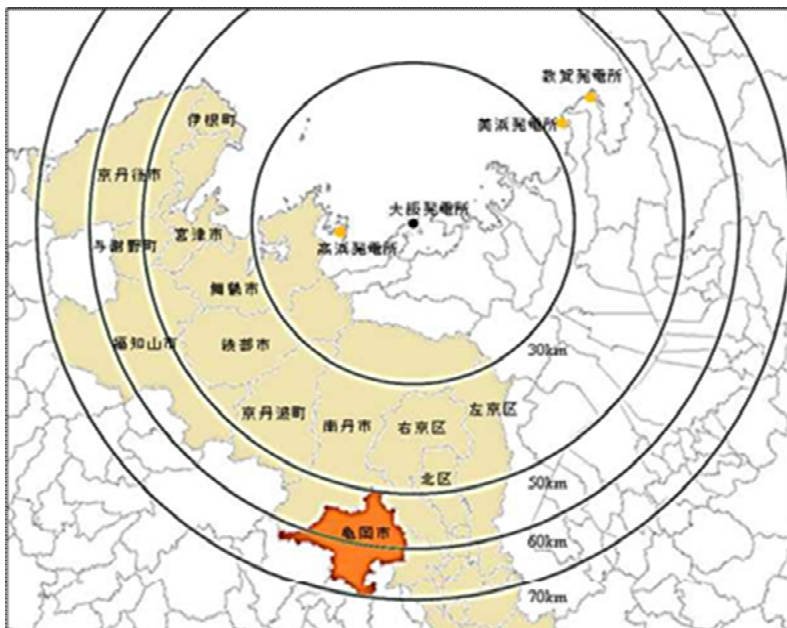 敦賀発電所
美浜発電所
伊根町
京丹後市
大飯発電所
宮津市
与謝野町
高浜発電所
舞鶴市
福知山市
綾部市
30km
京丹波町
南丹市
右京区
左京区
北区
50km
亀岡市
60km
70km